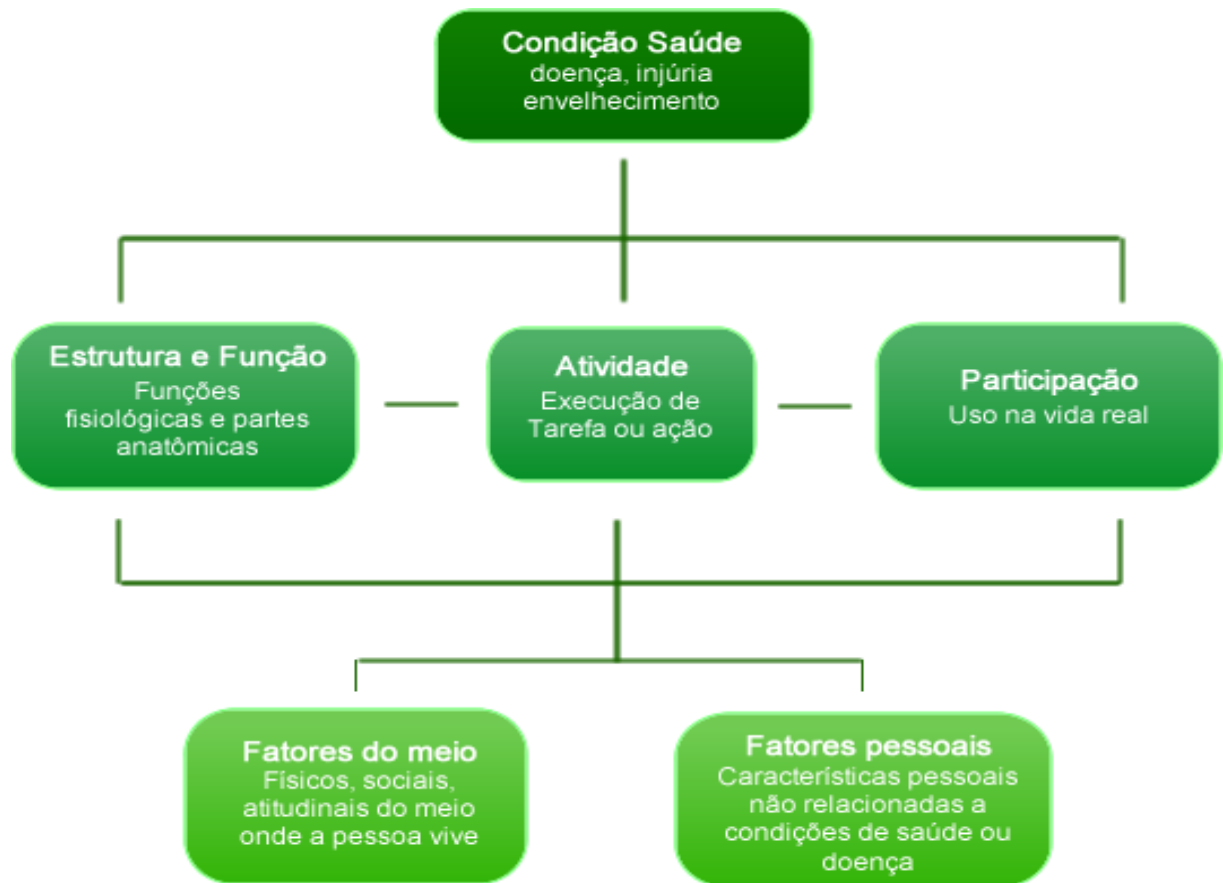 Condição Saúde
doença, injúria
envelhecimento
Estrutura e Função
Funções
fisiológicas e partes
anatômicas
Atividade
Execução de
Tarefa ou ação
Participação
Uso na vida real
Fatores do meio
Físicos, sociais,
atitudinais do meio
onde a pessoa vive
Fatores pessoais
Características pessoais
não relacionadas a
condições de saúde ou
doença